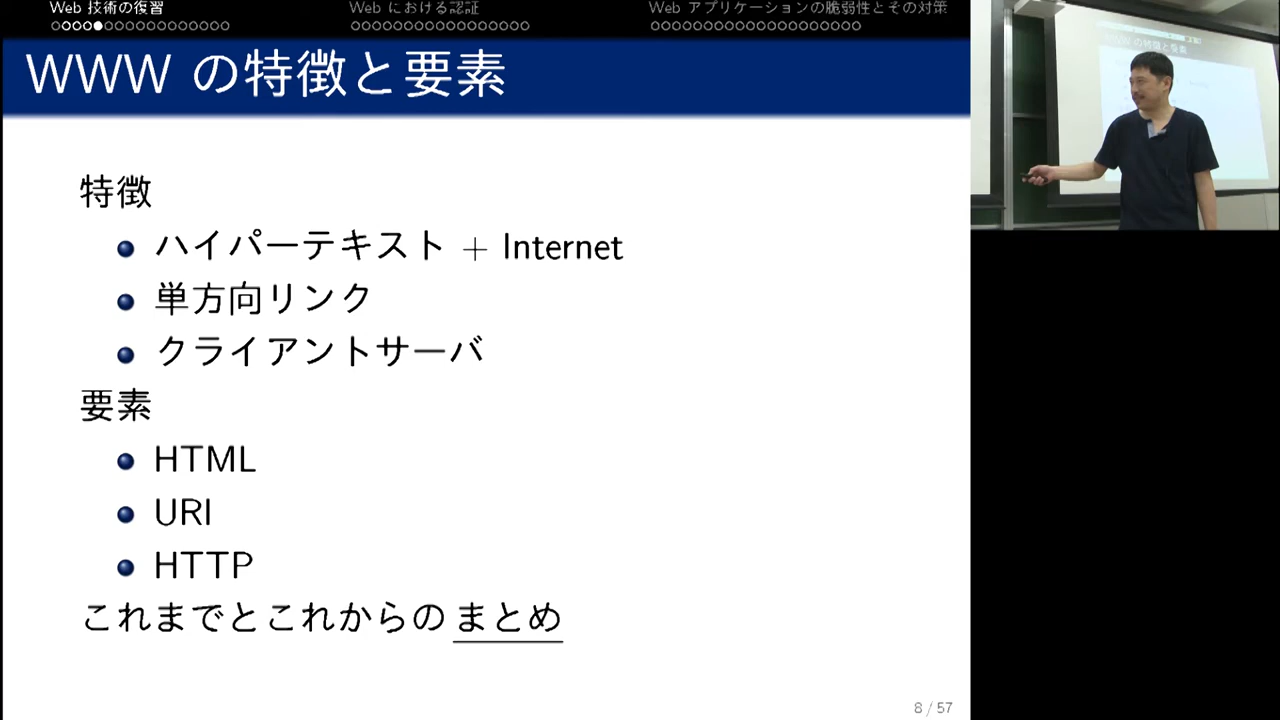 Web 技術の復習
Web における認証
Web アプリケーションの脆弱性とその対策
WWW の特徴と要素
特徴
ハイパーテキスト + Internet
単方向リンク
クライアントサーバ
要素
HTML
URI
HTTP
これまでとこれからの まとめ
8 / 57